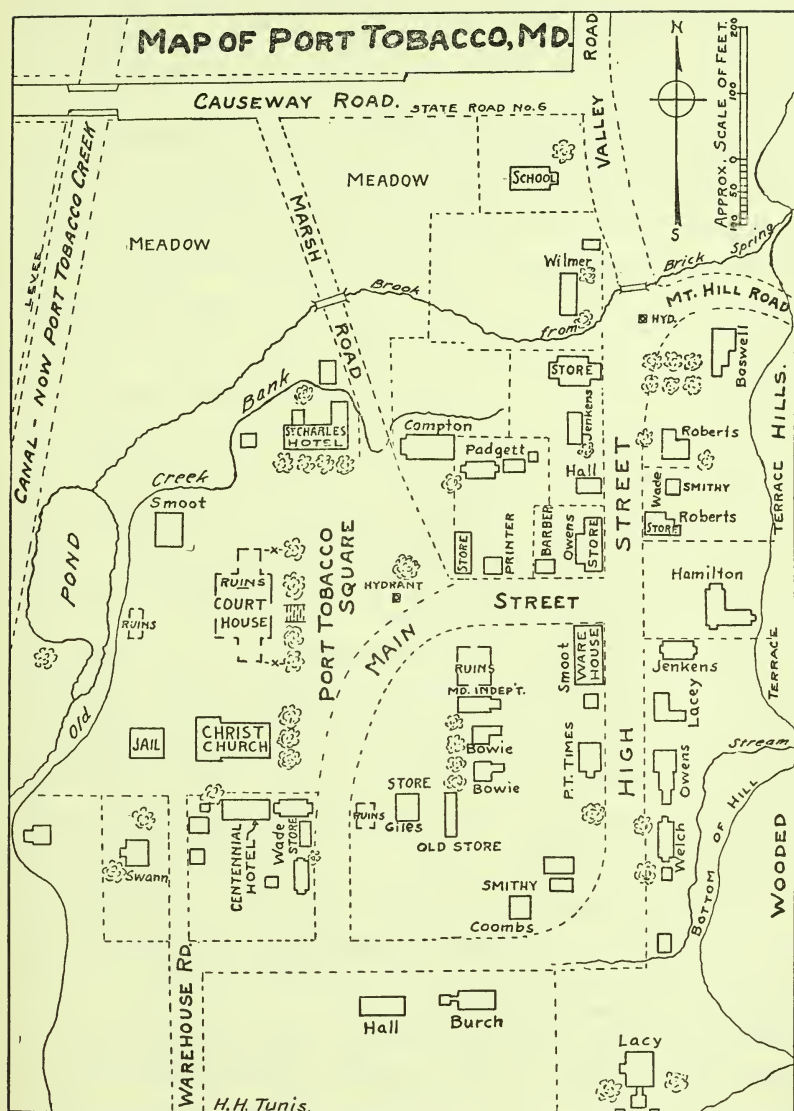 MAP OF PORT TOBACCO, MD.
ROAD
VALLEY
N
S
APPROX. SCALE OF FEET.
200
100
0
50
100
CAUSEWAY ROAD.
STATE ROAD No. 6
CANAL - NOW PORT TOBACCO CREEK
LEVEE
MEADOW
MEADOW
MARSH
ROAD
SCHOOL
Wilmer
Brook
from
Brick
Spring
MT. HILL ROAD
HYD.
STORE
Boswell
TERRACE HILLS.
Bank
Creek
Old
ST CHARLES
HOTEL
Compton
Padgett
Jenkens
Hall
Roberts
Wade
SMITHY
Roberts
STORE
STREET
Smoot
POND
RUINS
RUINS
COURT
HOUSE
x
x
PORT TOBACCO
SQUARE
HYDRANT
STORE
PRINTER
BARBER
Owens
STORE
Hamilton
MAIN
STREET
Smoot
WARE
HOUSE
Jenkens
TERRACE
Lacey
RUINS
MD. INDEP'T.
Bowie
Bowie
P.T. TIMES
HIGH
Owens
Stream
JAIL
CHRIST
CHURCH
STORE
RUINS
Giles
OLD STORE
Welch
BOTTOM OF HILL
WOODED
Swann
CENTENNIAL
HOTEL
Wade
STORE
SMITHY
Coombs
WAREHOUSE RD.
Hall
Burch
Lacy
H.H. Tunis.